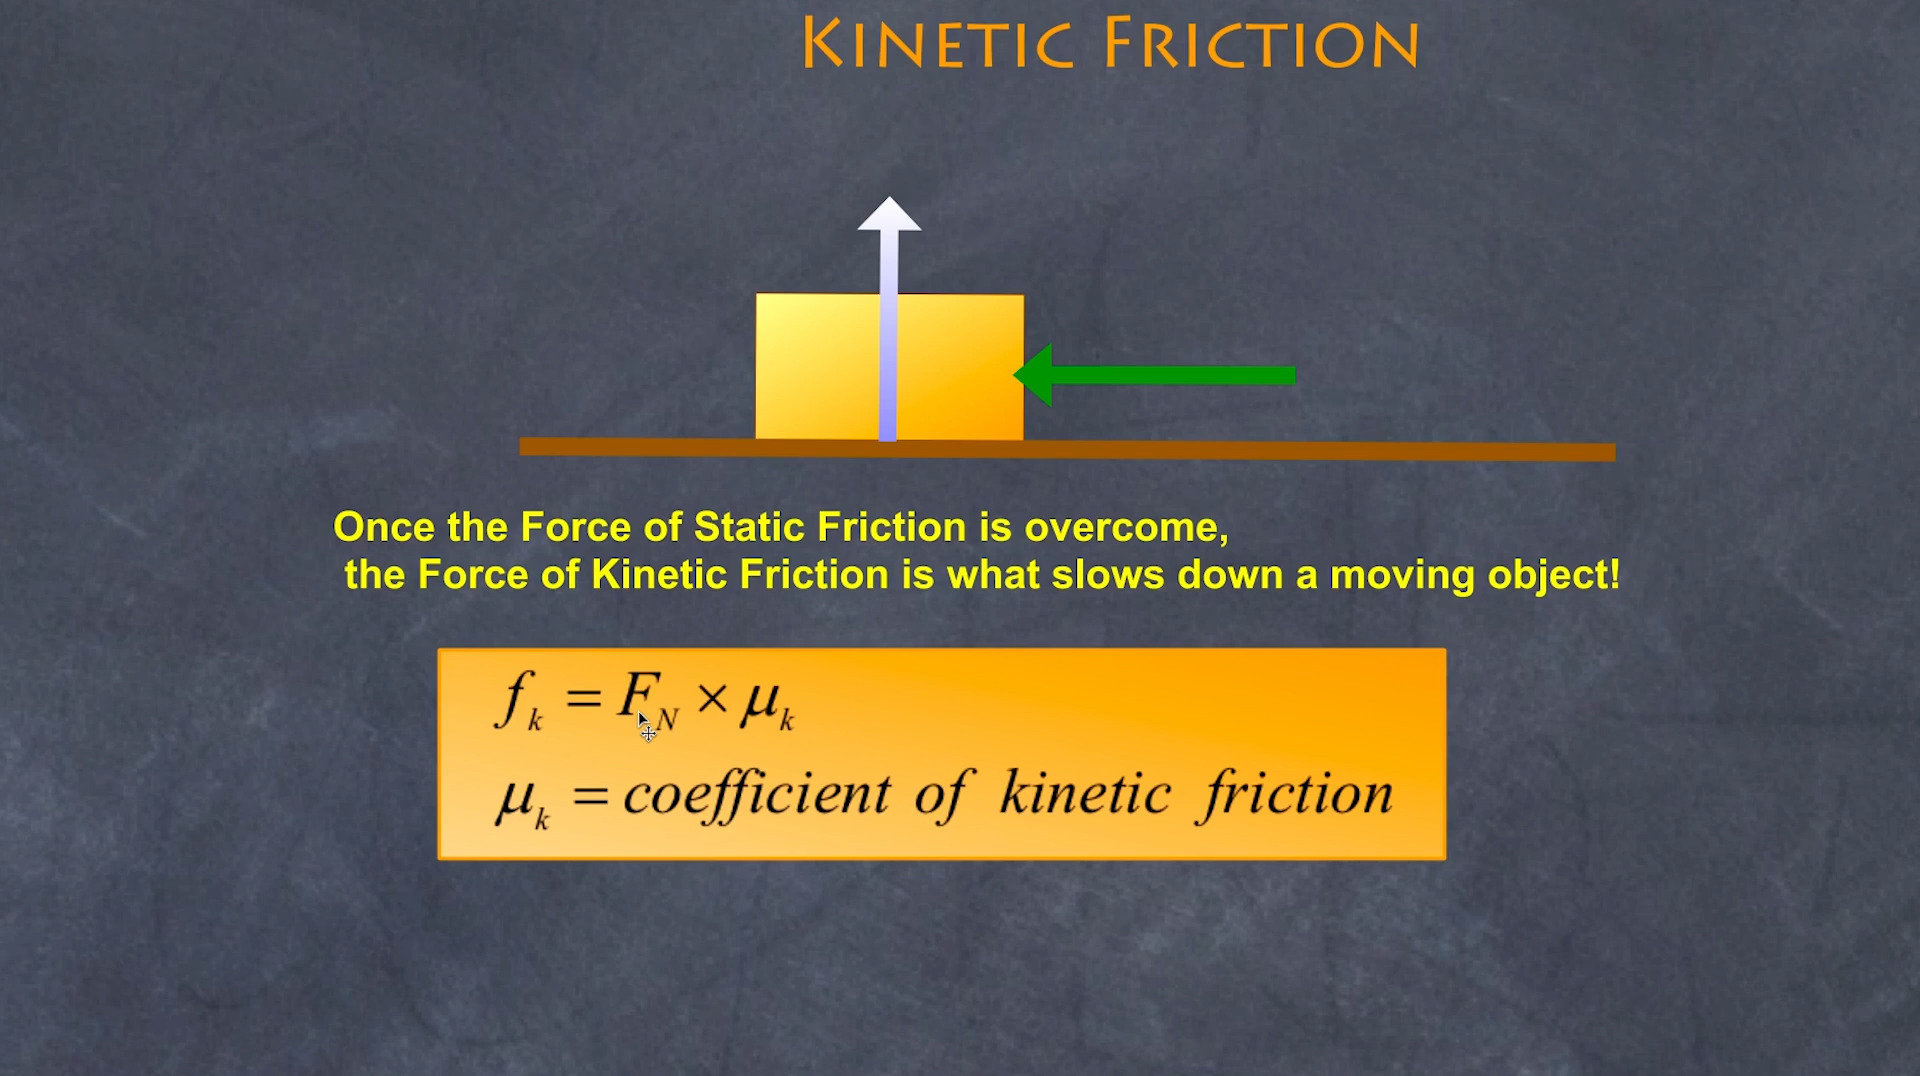 KINETIC FRICTION
Once the Force of Static Friction is overcome,
the Force of Kinetic Friction is what slows down a moving object!
f_k = F_N × μ_k
μ_k = coefficient of kinetic friction